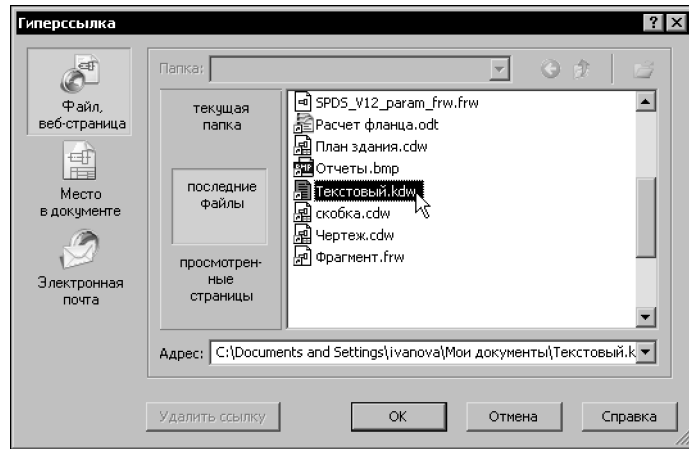 Гиперссылка
Папка:
Файл,
веб-страница
Место
в документе
Электронная
почта
текущая
папка
последние
файлы
просмотрен-
ные
страницы
SPDS_V12_param_frw.frw
Расчет фланца.odt
План здания.cdw
Отчеты.bmp
Текстовый.kdw
скобка.cdw
Чертеж.cdw
Фрагмент.frw
Адрес: C:\Documents and Settings\ivanova\Мои документы\Текстовый.k
Удалить ссылку
ОК
Отмена
Справка